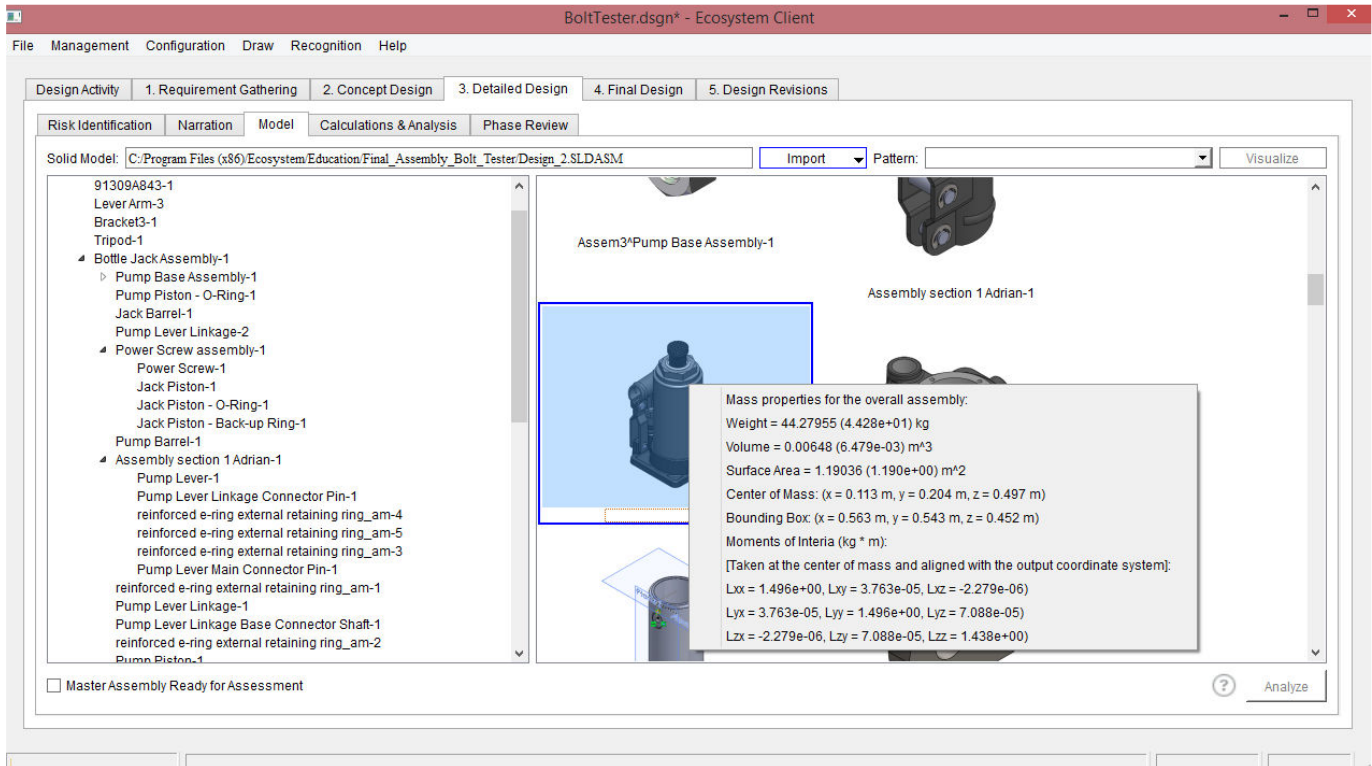 BoltTester.dsgn* - Ecosystem Client
File Management Configuration Draw Recognition Help
Design Activity 1. Requirement Gathering 2. Concept Design 3. Detailed Design 4. Final Design 5. Design Revisions
Risk Identification Narration Model Calculations & Analysis Phase Review
Solid Model: C:/Program Files (x86)/Ecosystem/Education/Final_Assembly_Bolt_Tester/Design_2.SLDASM Import Pattern: Visualize
91309A843-1
Lever Arm-3
Bracket3-1
Tripod-1
Bottle Jack Assembly-1
Pump Base Assembly-1
Pump Piston - O-Ring-1
Jack Barrel-1
Pump Lever Linkage-2
Power Screw assembly-1
Power Screw-1
Jack Piston-1
Jack Piston - O-Ring-1
Jack Piston - Back-up Ring-1
Pump Barrel-1
Assembly section 1 Adrian-1
Pump Lever-1
Pump Lever Linkage Connector Pin-1
reinforced e-ring external retaining ring_am-4
reinforced e-ring external retaining ring_am-5
reinforced e-ring external retaining ring_am-3
Pump Lever Main Connector Pin-1
reinforced e-ring external retaining ring_am-1
Pump Lever Linkage-1
Pump Lever Linkage Base Connector Shaft-1
reinforced e-ring external retaining ring_am-2
Pump Piston-1
Assem3^Pump Base Assembly-1
Assembly section 1 Adrian-1
Mass properties for the overall assembly:
Weight = 44.27955 (4.428e+01) kg
Volume = 0.00648 (6.479e-03) m^3
Surface Area = 1.19036 (1.190e+00) m^2
Center of Mass: (x = 0.113 m, y = 0.204 m, z = 0.497 m)
Bounding Box: (x = 0.563 m, y = 0.543 m, z = 0.452 m)
Moments of Interia (kg * m):
[Taken at the center of mass and aligned with the output coordinate system]:
Lxx = 1.496e+00, Lxy = 3.763e-05, Lxz = -2.279e-06)
Lyx = 3.763e-05, Lyy = 1.496e+00, Lyz = 7.088e-05)
Lzx = -2.279e-06, Lzy = 7.088e-05, Lzz = 1.438e+00)
Master Assembly Ready for Assessment ? Analyze